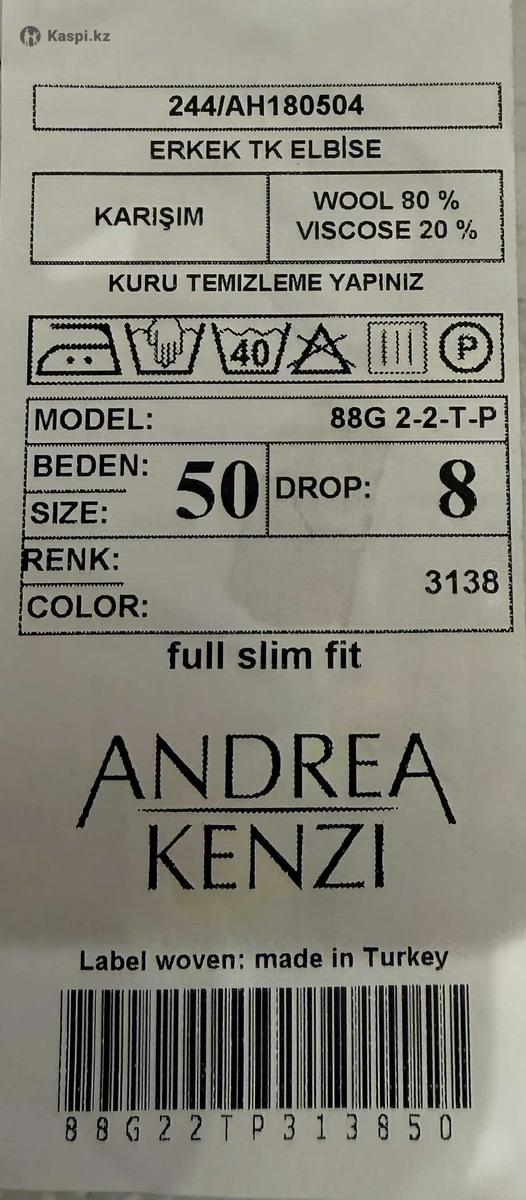 Kaspi.kz
244/AH180504
ERKEK TK ELBİSE
KARIŞIM
WOOL 80 %
VISCOSE 20 %
KURU TEMIZLEME YAPINIZ
40
P
MODEL: 88G 2-2-T-P
BEDEN:
SIZE:
50
DROP: 8
RENK:
COLOR:
3138
full slim fit
ANDREA
KENZI
Label woven: made in Turkey
88G22TP313850